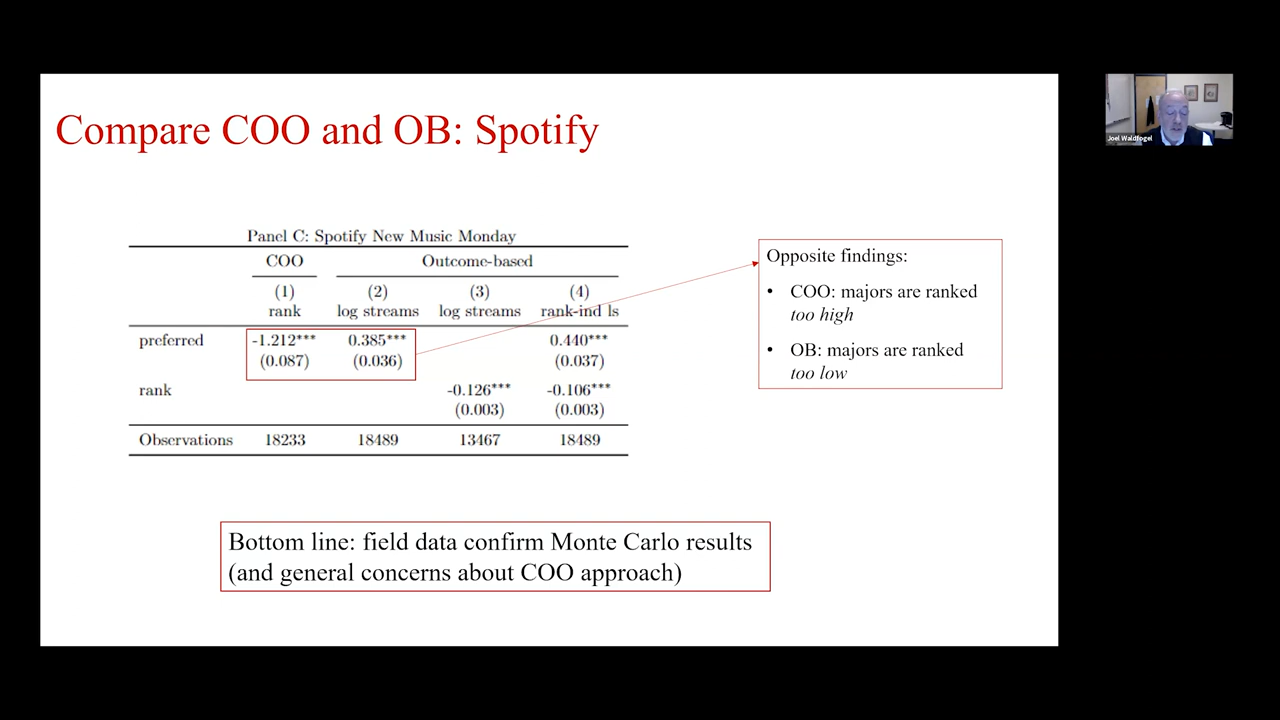 Compare COO and OB: Spotify
Joel Waldfogel
Panel C: Spotify New Music Monday
COO Outcome-based
(1) (2) (3) (4)
rank log streams log streams rank-ind ls
preferred -1.212*** 0.385*** 0.440***
(0.087) (0.036) (0.037)
rank -0.126*** -0.106***
(0.003) (0.003)
Observations 18233 18489 13467 18489
Opposite findings:
• COO: majors are ranked
too high
• OB: majors are ranked
too low
Bottom line: field data confirm Monte Carlo results
(and general concerns about COO approach)